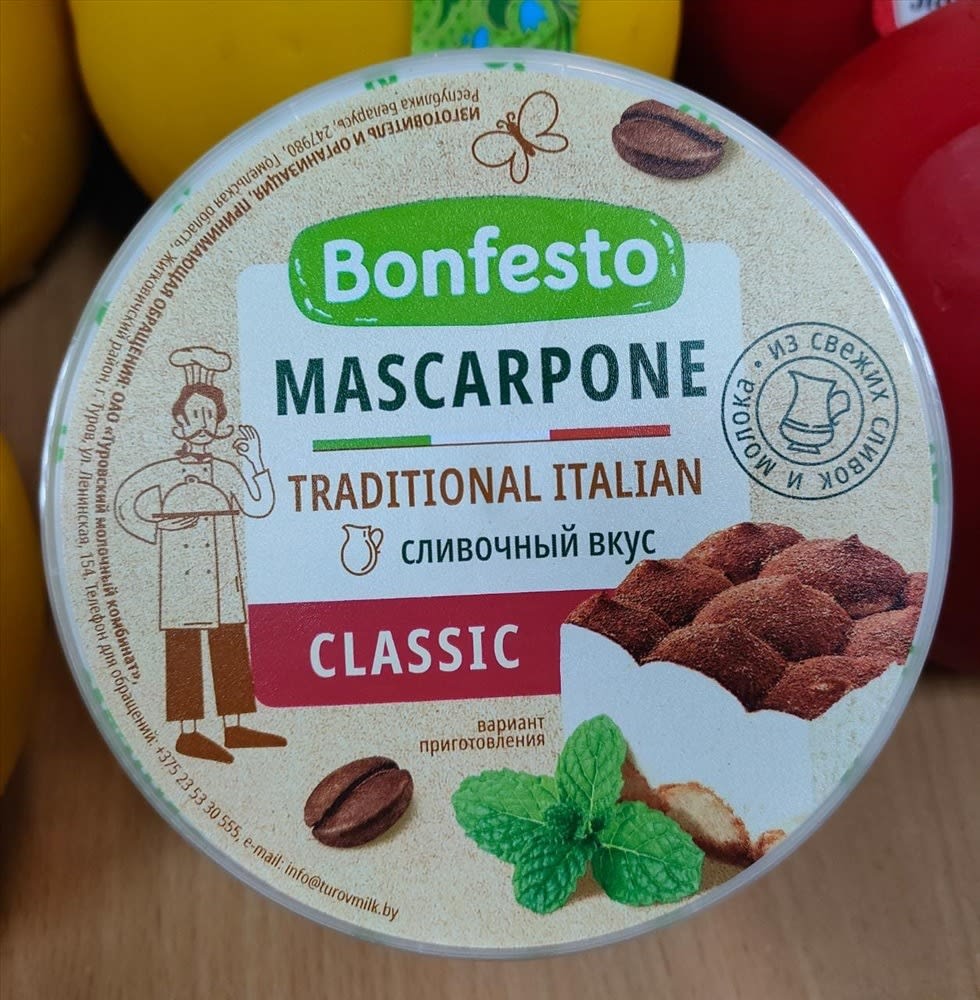 Bonfesto
MASCARPONE
TRADITIONAL ITALIAN
сливочный вкус
CLASSIC
вариант
приготовления
• ИЗ СВЕЖИХ СЛИВОК И МОЛОКА
ИЗГОТОВИТЕЛЬ И ОРГАНИЗАЦИЯ, ПРИНИМАЮЩАЯ ОБРАЩЕНИЯ: ОАО «Туровский молочный комбинат»,
Республика Беларусь, 247980, Гомельская область, Житковичский район, г. Туров, ул. Ленинская, 154. Телефон для обращений: +375 23 53 30 555, e-mail: info@turovmilk.by